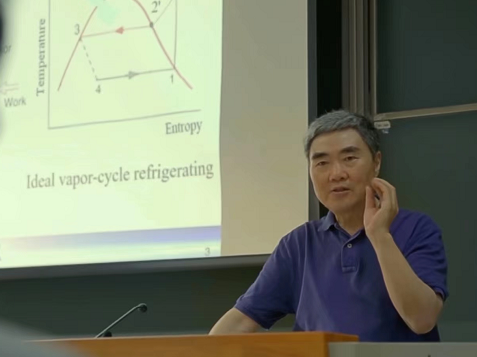 2'
3
Temperature
Work
4
1
Entropy
Ideal vapor-cycle refrigerating